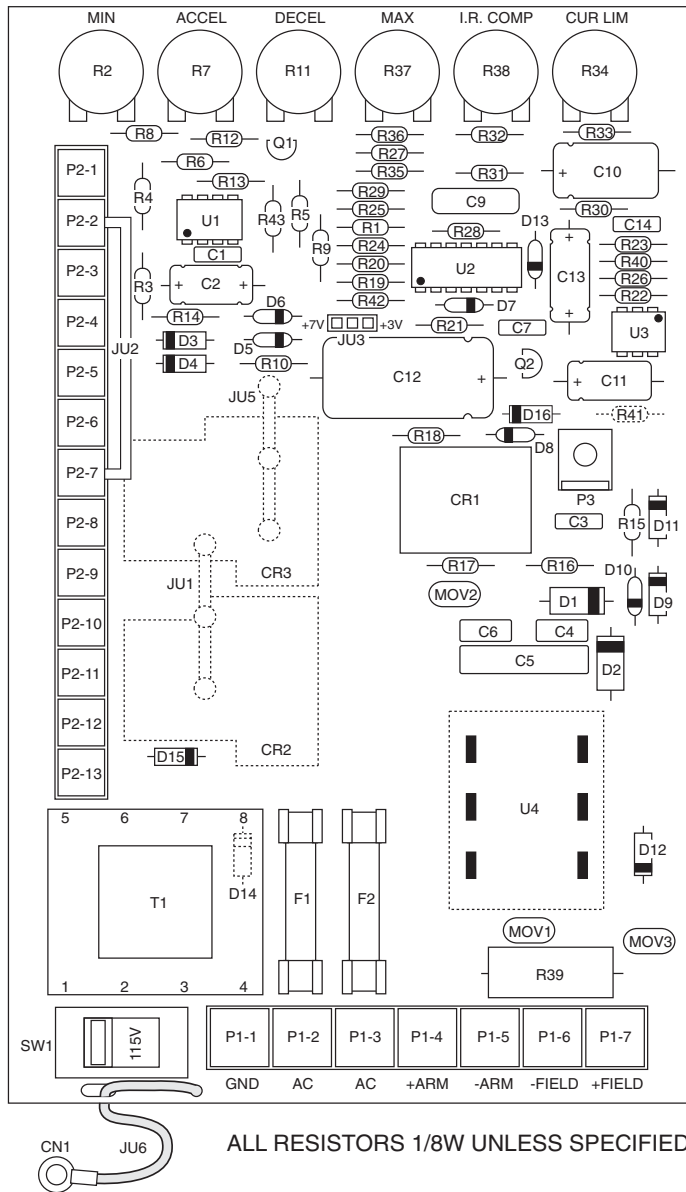 MIN ACCEL DECEL MAX I.R. COMP CUR LIM
R2 R7 R11 R37 R38 R34
R8 R12 Q1 R36 R32 R33
R27
P2-1 R6 R35 R31 C10
R4 R13 R29
P2-2 U1 R43 R5 R25 C9 R30
R9 R1 R28 D13 C14
R24 R23
P2-3 C1 R20 U2 C13 R40
R3 C2 R19 R26
R42 D7 R22
P2-4 R14 D6 +7V +3V R21 C7 U3
JU2 D3 D5 JU3 Q2
P2-5 D4 R10 C12 C11
JU5
P2-6 D16 R41
R18 D8
P2-7 CR1 P3
P2-8 C3 R15 D11
P2-9 JU1 CR3 R17 R16 D10
MOV2 D1 D9
P2-10 C6 C4
P2-11 C5 D2
P2-12 CR2
P2-13 D15
U4
5 6 7 8
D12
T1 D14 F1 F2
MOV1 MOV3
R39
1 2 3 4
SW1 115V P1-1 P1-2 P1-3 P1-4 P1-5 P1-6 P1-7
GND AC AC +ARM -ARM -FIELD +FIELD
CN1 JU6
ALL RESISTORS 1/8W UNLESS SPECIFIED